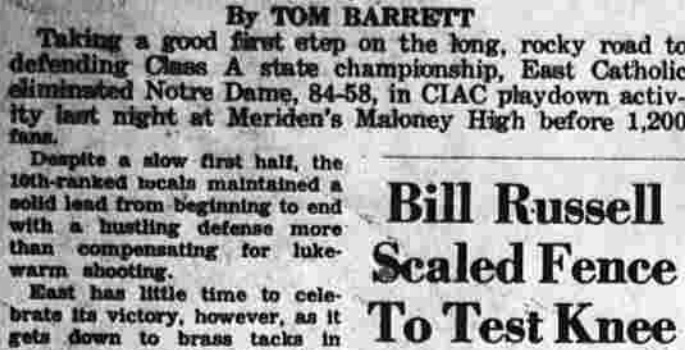 By TOM BARRETT
Taking a good first step on the long, rocky road to
defending Class A state championship, East Catholic
eliminated Notre Dame, 84-58, in CIAC playdown activ-
ity last night at Meriden's Maloney High before 1,200
fans.
Despite a slow first half, the
10th-ranked locals maintained a
solid lead from beginning to end
with a hustling defense more
than compensating for luke-
warm shooting.
East has little time to cele-
brate its victory, however, as it
gets down to brass tacks in
Bill Russell
Scaled Fence
To Test Knee